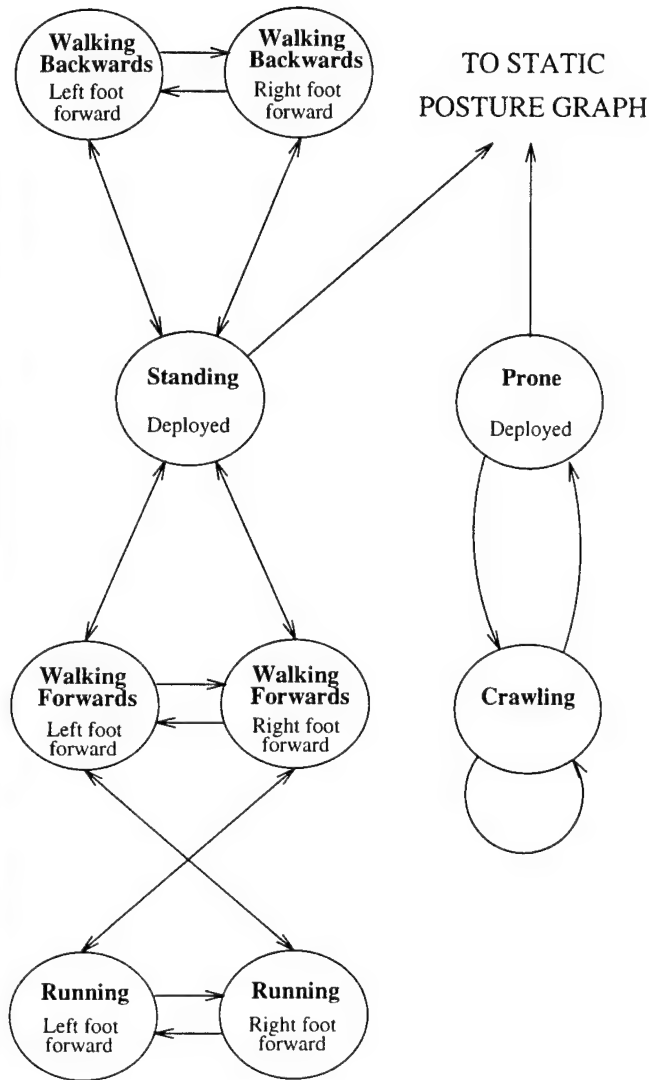 Walking
Backwards
Left foot
forward
Walking
Backwards
Right foot
forward
TO STATIC
POSTURE GRAPH
Standing
Deployed
Prone
Deployed
Walking
Forwards
Left foot
forward
Walking
Forwards
Right foot
forward
Crawling
Running
Left foot
forward
Running
Right foot
forward